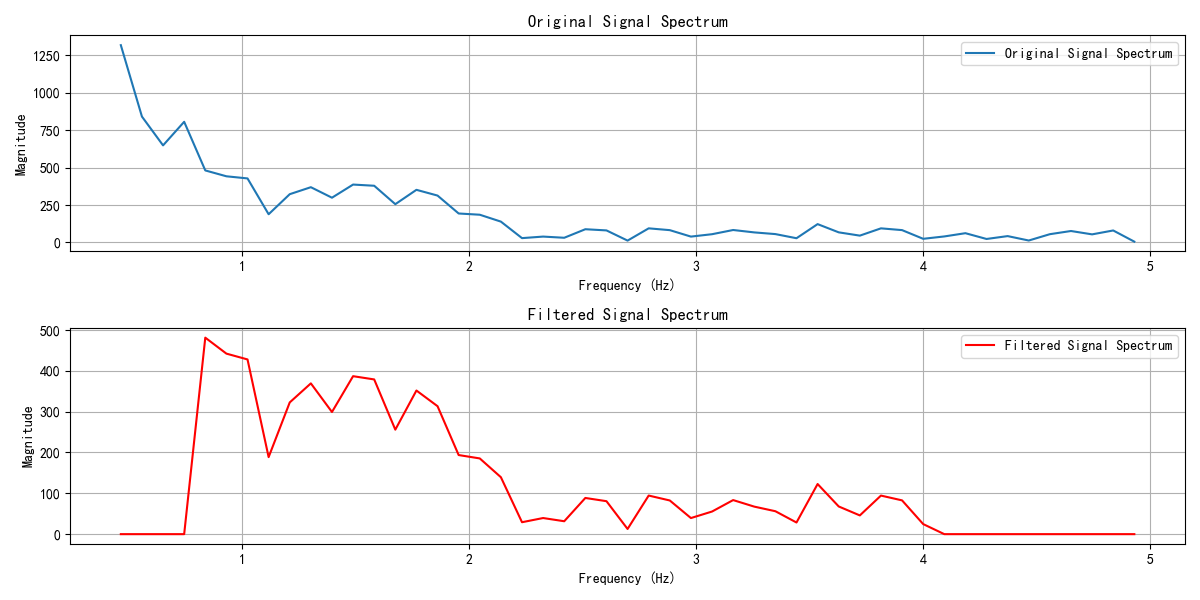 Original Signal Spectrum
1250
1000
750
500
250
0
Magnitude
Original Signal Spectrum
1 2 3 4 5
Frequency (Hz)
Filtered Signal Spectrum
500
400
300
200
100
0
Magnitude
Filtered Signal Spectrum
1 2 3 4 5
Frequency (Hz)